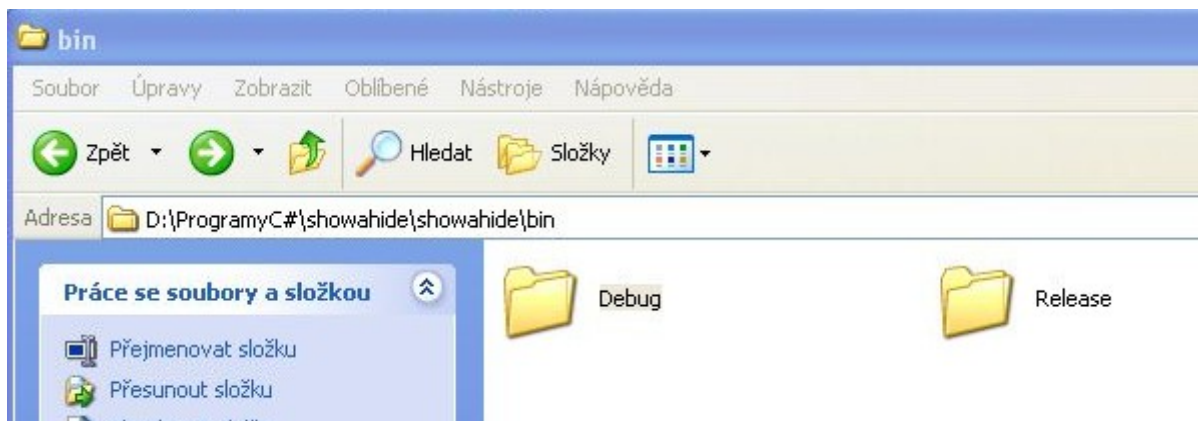 bin
Soubor Úpravy Zobrazit Oblíbené Nástroje Nápověda
Zpět Hledat Složky
Adresa D:\ProgramyC#\showahide\showahide\bin
Práce se soubory a složkou
Debug Release
Přejmenovat složku
Přesunout složku